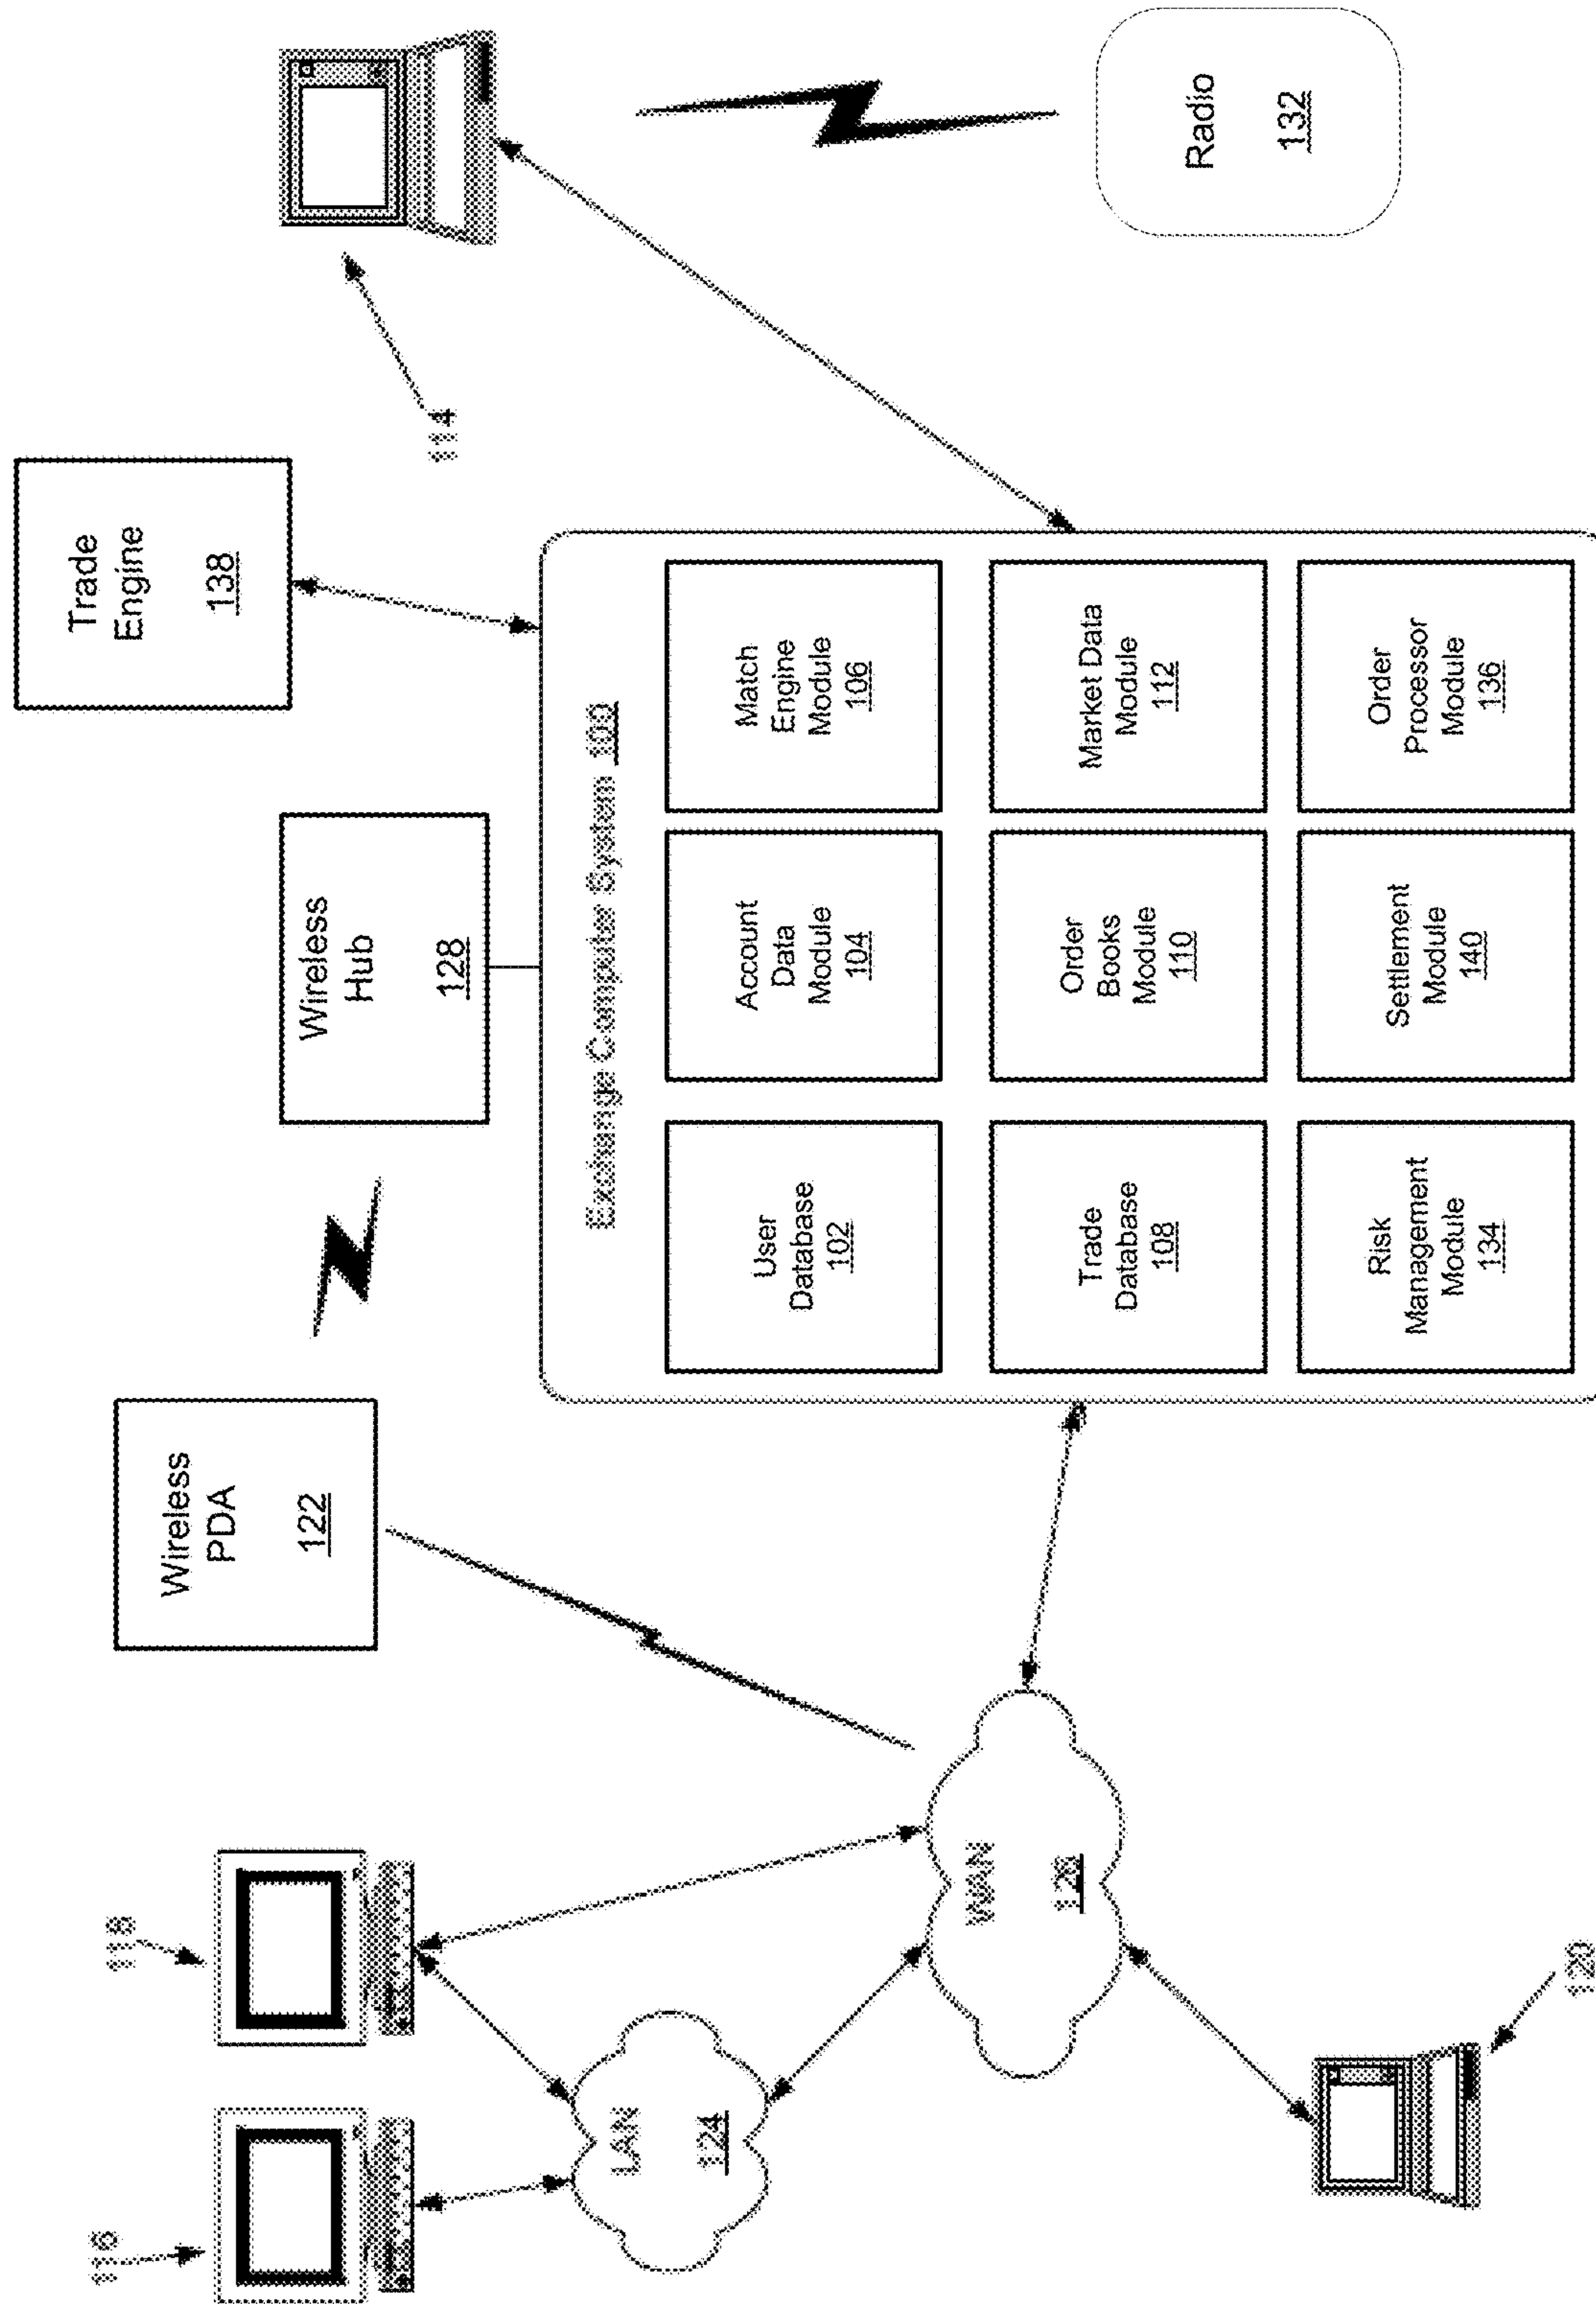 116
118
Wireless
PDA
122
Wireless
Hub
128
Trade
Engine
138
114
LAN
124
WAN
126
120
Exchange Computer System 100
User
Database
102
Account
Data
Module
104
Match
Engine
Module
106
Trade
Database
108
Order
Books
Module
110
Market Data
Module
112
Risk
Management
Module
134
Settlement
Module
140
Order
Processor
Module
136
Radio
132